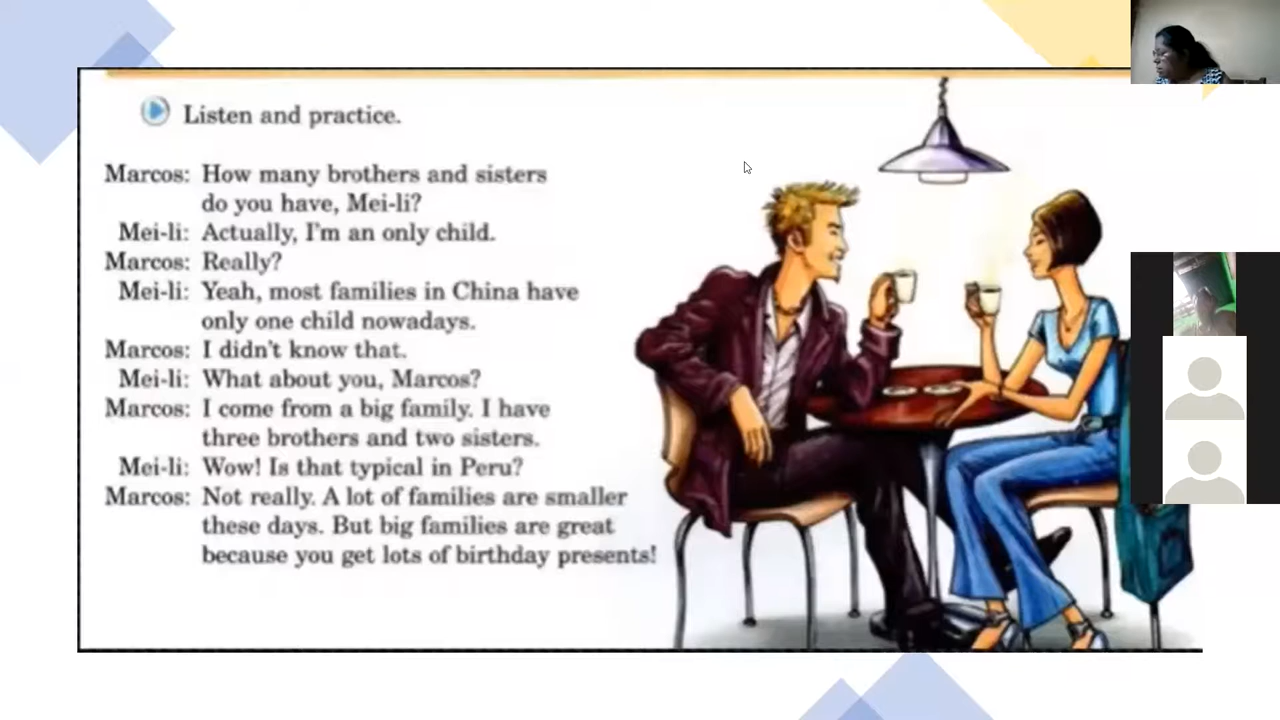 Listen and practice.
Marcos: How many brothers and sisters
do you have, Mei-li?
Mei-li: Actually, I'm an only child.
Marcos: Really?
Mei-li: Yeah, most families in China have
only one child nowadays.
Marcos: I didn't know that.
Mei-li: What about you, Marcos?
Marcos: I come from a big family. I have
three brothers and two sisters.
Mei-li: Wow! Is that typical in Peru?
Marcos: Not really. A lot of families are smaller
these days. But big families are great
because you get lots of birthday presents!